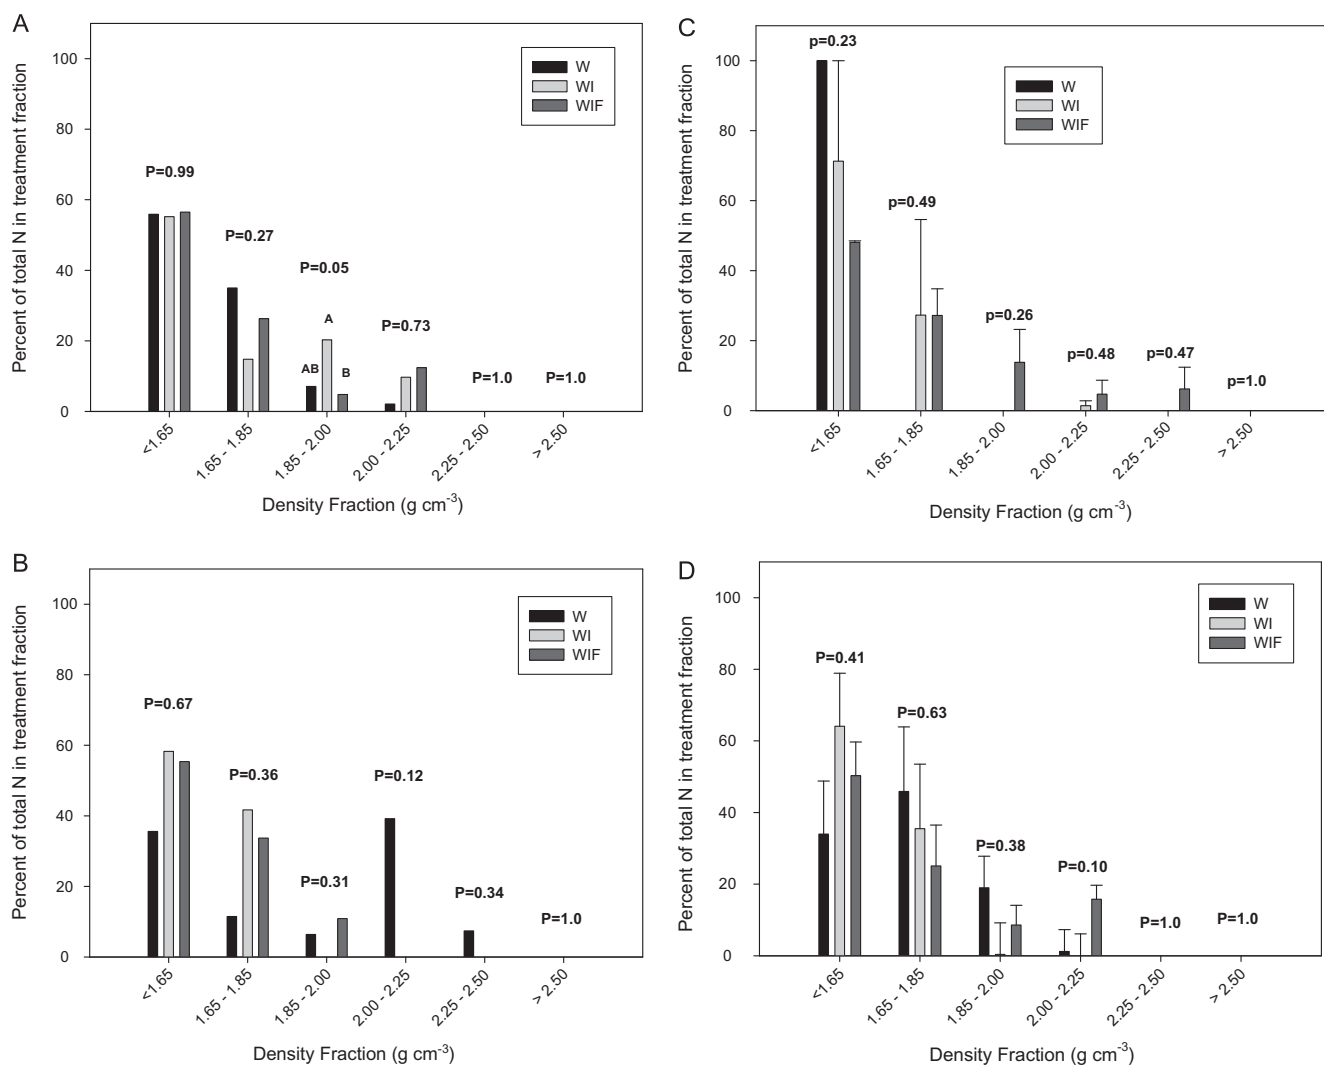 A
Percent of total N in treatment fraction
100
80
60
40
20
0
W
WI
WIF
P=0.99
P=0.27
P=0.05
P=0.73
P=1.0
P=1.0
AB
A
B
<1.65
1.65 - 1.85
1.85 - 2.00
2.00 - 2.25
2.25 - 2.50
> 2.50
Density Fraction (g cm-3)
B
Percent of total N in treatment fraction
100
80
60
40
20
0
W
WI
WIF
P=0.67
P=0.36
P=0.31
P=0.12
P=0.34
P=1.0
<1.65
1.65 - 1.85
1.85 - 2.00
2.00 - 2.25
2.25 - 2.50
> 2.50
Density Fraction (g cm-3)
C
Percent of total N in treatment fraction
100
80
60
40
20
0
W
WI
WIF
p=0.23
p=0.49
p=0.26
p=0.48
p=0.47
p=1.0
<1.65
1.65 - 1.85
1.85 - 2.00
2.00 - 2.25
2.25 - 2.50
> 2.50
Density Fraction (g cm-3)
D
Percent of total N in treatment fraction
100
80
60
40
20
0
W
WI
WIF
P=0.41
P=0.63
P=0.38
P=0.10
P=1.0
P=1.0
<1.65
1.65 - 1.85
1.85 - 2.00
2.00 - 2.25
2.25 - 2.50
> 2.50
Density Fraction (g cm-3)